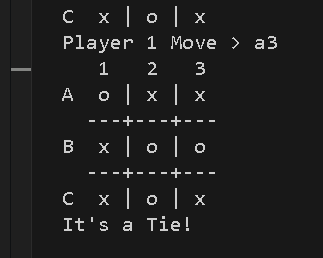 C  x | o | x
Player 1 Move > a3
   1   2   3
A  o | x | x
  ---+---+---
B  x | o | o
  ---+---+---
C  x | o | x
It's a Tie!